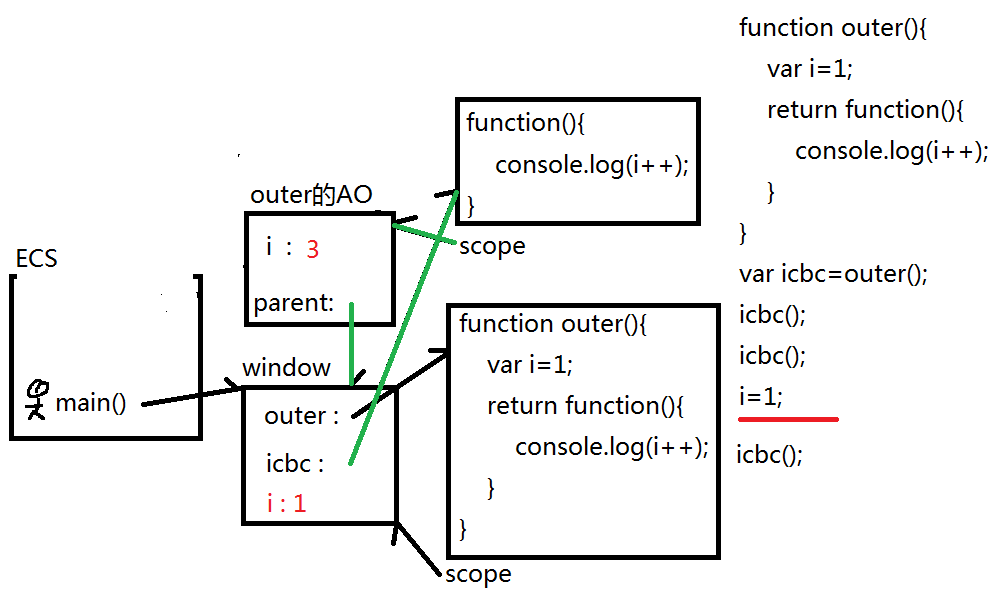 ECS
main()
outer的AO
i : 3
parent:
window
outer :
icbc :
i : 1
function(){
console.log(i++);
}
scope
function outer(){
var i=1;
return function(){
console.log(i++);
}
}
scope
function outer(){
var i=1;
return function(){
console.log(i++);
}
}
var icbc=outer();
icbc();
icbc();
i=1;
icbc();